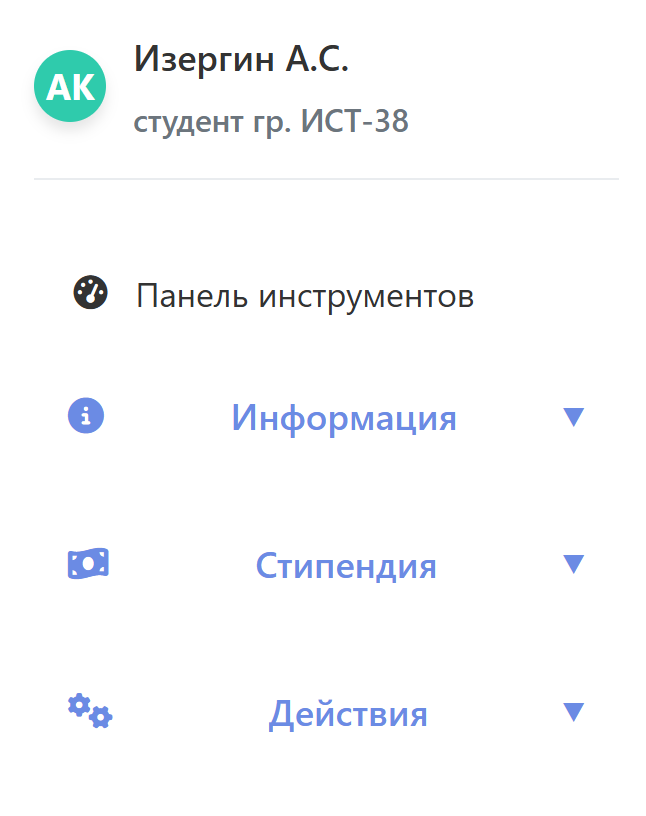 АК
Изергин А.С.
студент гр. ИСТ-38
Панель инструментов
Информация
Стипендия
Действия